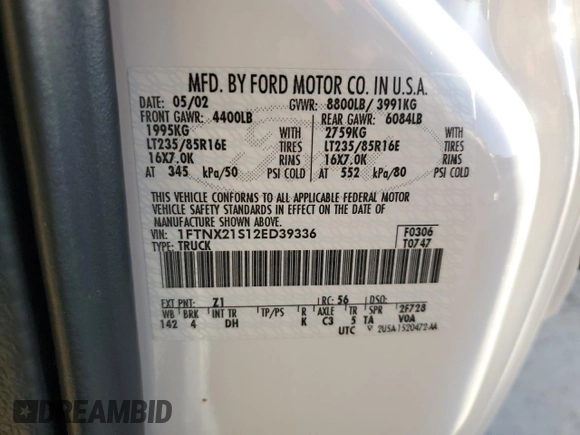 MFD. BY FORD MOTOR CO. IN U.S.A.
DATE: 05/02 GVWR: 8800LB/ 3991KG
FRONT GAWR: 4400LB REAR GAWR: 6084LB
1995KG WITH 2759KG WITH
LT235/85R16E TIRES LT235/85R16E TIRES
16X7.0K RIMS 16X7.0K RIMS
AT 345 kPa/50 PSI COLD AT 552 kPa/80 PSI COLD
THIS VEHICLE CONFORMS TO ALL APPLICABLE FEDERAL MOTOR
VEHICLE SAFETY STANDARDS IN EFFECT ON THE DATE OF
MANUFACTURE SHOWN ABOVE.
VIN: 1FTNX21S12ED39336 F0306
TYPE: TRUCK T0747
EXT PNT: Z1 RC: 56 DSO:
WB BRK INT TR TP/PS R AXLE TR SPR 2F728
142 4 DH K C3 5 TA VOA
UTC 2U5A 1520472 AA
DREAMBID